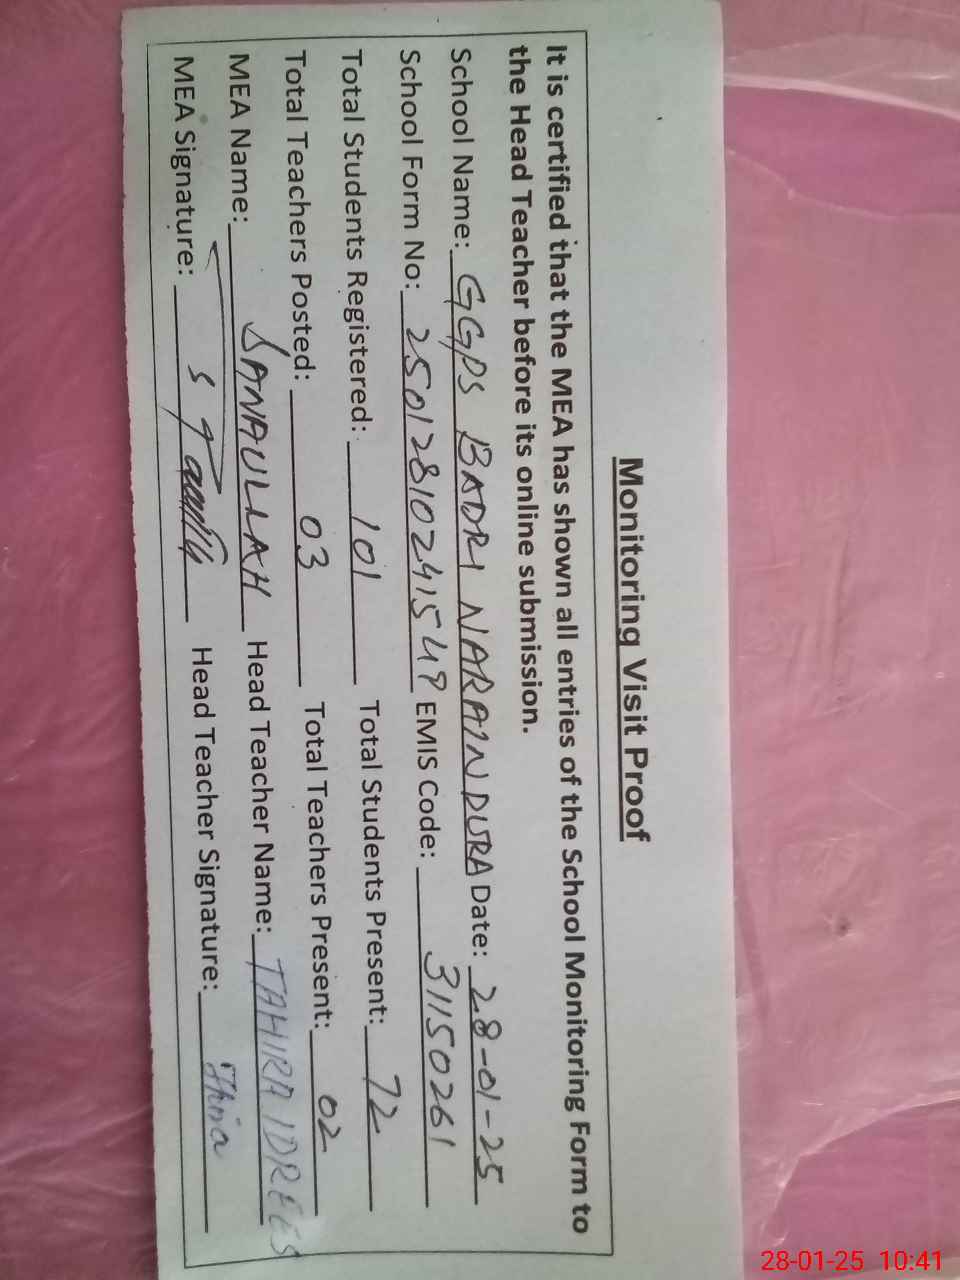 Monitoring Visit Proof
It is certified that the MEA has shown all entries of the School Monitoring Form to
the Head Teacher before its online submission.
School Name: GGPS BADRI NARAINPURA Date: 28-01-25
School Form No: 2501281024154 EMIS Code: 31150261
Total Students Registered: 101 Total Students Present: 72
Total Teachers Posted: 03 Total Teachers Present: 02
MEA Name: SANAULLAH Head Teacher Name: TAHIRA IDREES
MEA Signature: Head Teacher Signature:
28-01-25 10:41